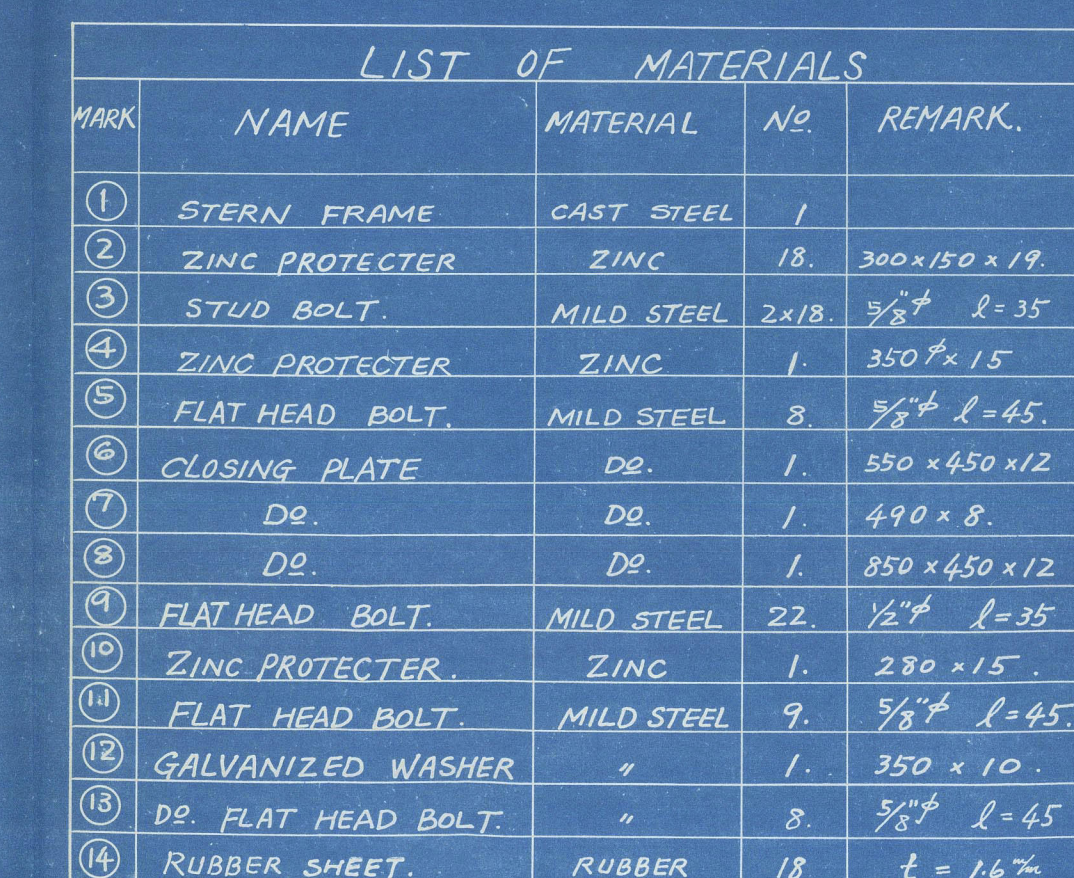 LIST OF MATERIALS
MARK NAME MATERIAL Nº. REMARK.
1 STERN FRAME CAST STEEL 1
2 ZINC PROTECTER ZINC 18. 300 x 150 x 19.
3 STUD BOLT. MILD STEEL 2x18. 5/8"φ l = 35
4 ZINC PROTECTER ZINC 1. 350 φ x 15
5 FLAT HEAD BOLT. MILD STEEL 8. 5/8"φ l = 45.
6 CLOSING PLATE Dº. 1. 550 x 450 x 12
7 Dº. Dº. 1. 490 x 8.
8 Dº. Dº. 1. 850 x 450 x 12
9 FLAT HEAD BOLT. MILD STEEL 22. 1/2"φ l = 35
10 ZINC PROTECTER. ZINC 1. 280 x 15.
11 FLAT HEAD BOLT. MILD STEEL 9. 5/8"φ l = 45.
12 GALVANIZED WASHER " 1. 350 x 10.
13 Dº. FLAT HEAD BOLT. " 8. 5/8"φ l = 45
14 RUBBER SHEET. RUBBER 18 t = 1.6 m/m